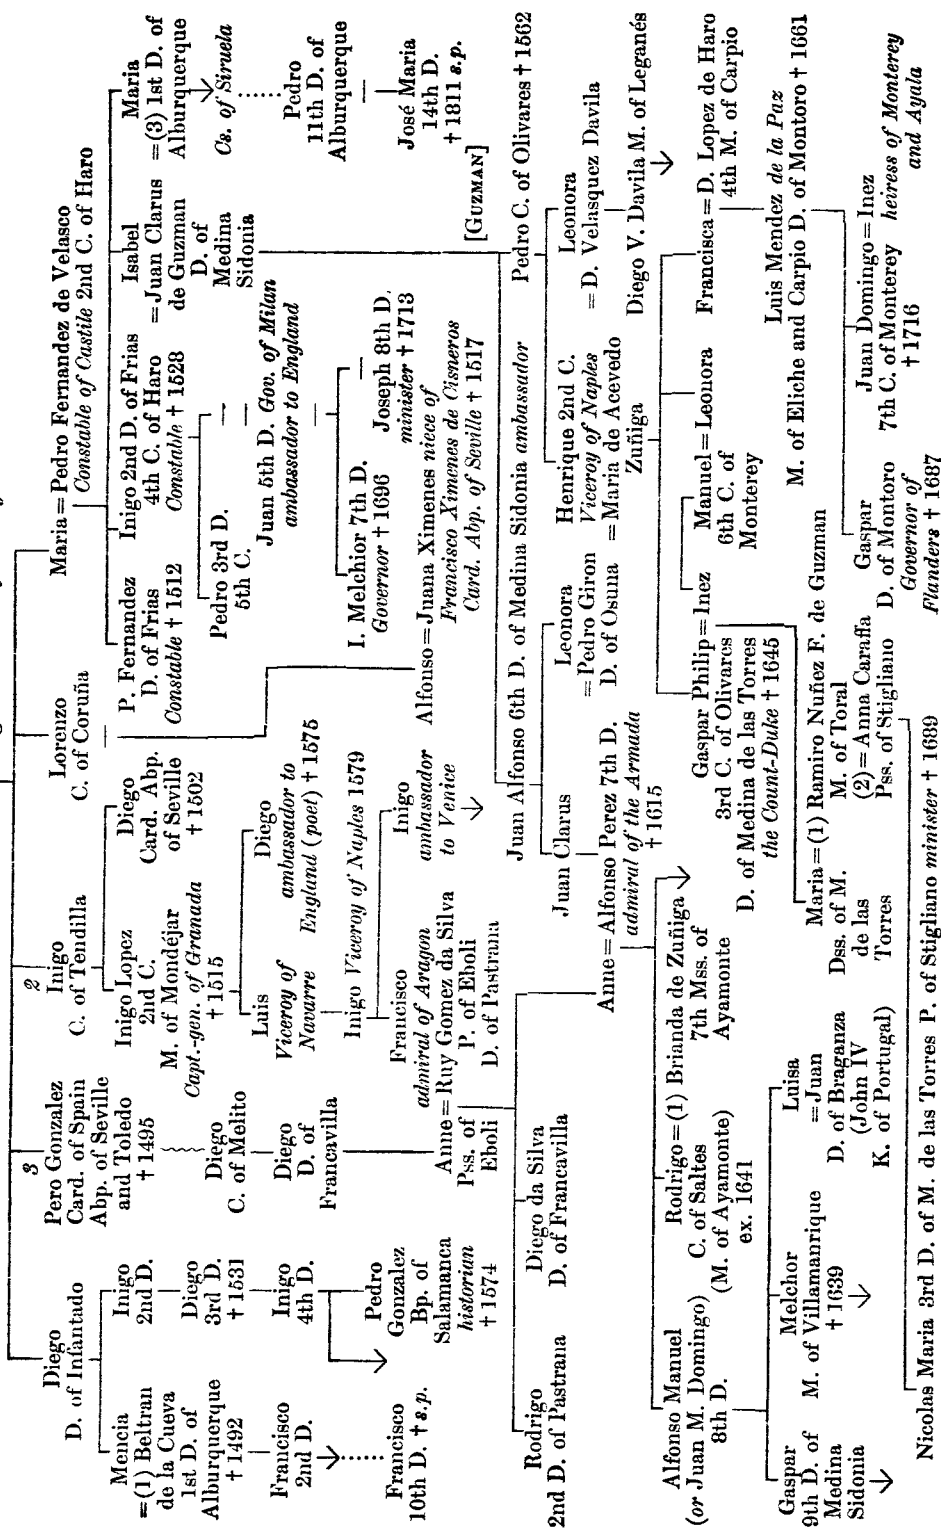 Diego
D. of Infantado
3
Pero Gonzalez
Card. of Spain
Abp. of Seville
and Toledo
† 1495
2
Inigo
C. of Tendilla
Lorenzo
C. of Coruña
Maria = Pedro Fernandez de Velasco
Constable of Castile 2nd C. of Haro
Mencia
=(1) Beltran
de la Cueva
1st D. of
Alburquerque
† 1492
Inigo
2nd D.
Diego
3rd D.
† 1531
Inigo
4th D.
Francisco
2nd D.
Francisco
10th D. † s.p.
Pedro
Gonzalez
Bp. of
Salamanca
historian
† 1574
Diego
C. of Melito
Diego
D. of
Francavilla
Inigo Lopez
2nd C.
M. of Mondéjar
Capt.-gen. of Granada
† 1515
Diego
Card. Abp.
of Seville
† 1502
Luis
Viceroy of
Navarre
Diego
ambassador to
England (poet) † 1575
Inigo Viceroy of Naples 1579
Francisco
admiral of Aragon
Inigo
ambassador
to Venice
P. Fernandez
D. of Frias
Constable † 1512
Inigo 2nd D. of Frias
4th C. of Haro
Constable † 1528
Isabel
= Juan Clarus
de Guzman
D. of
Medina
Sidonia
Maria
=(3) 1st D. of
Alburquerque
Cs. of Siruela
Pedro
11th D. of
Alburquerque
José Maria
14th D.
† 1811 s.p.
Pedro 3rd D.
5th C.
Juan 5th D. Gov. of Milan
ambassador to England
I. Melchior 7th D.
Governor † 1696
Joseph 8th D.
minister † 1713
Alfonso = Juana Ximenes niece of
Francisco Ximenes de Cisneros
Card. Abp. of Seville † 1517
[GUZMAN]
Anne = Ruy Gomez da Silva
Pss. of
Eboli
P. of Eboli
D. of Pastrana
Juan Alfonso 6th D. of Medina Sidonia ambassador
Pedro C. of Olivares † 1562
Rodrigo
2nd D. of Pastrana
Diego da Silva
D. of Francavilla
Juan Clarus
Leonora
= Pedro Giron
D. of Osuna
Henrique 2nd C.
Viceroy of Naples
= Maria de Acevedo
Zuñiga
Leonora
= D. Velasquez Davila
Diego V. Davila M. of Leganés
Anne = Alfonso Perez 7th D.
admiral of the Armada
† 1615
Alfonso Manuel
(or Juan M. Domingo)
8th D.
Rodrigo = (1) Brianda de Zuñiga
C. of Saltes
(M. of Ayamonte)
ex. 1641
7th Mss. of
Ayamonte
Gaspar Philip = Inez
3rd C. of Olivares
D. of Medina de las Torres
the Count-Duke † 1645
Manuel = Leonora
6th C. of
Monterey
Francisca = D. Lopez de Haro
4th M. of Carpio
Luis Mendez de la Paz
M. of Eliche and Carpio D. of Montoro † 1661
Gaspar
9th D. of
Medina
Sidonia
Melchor
M. of Villamanrique
† 1639
Luisa
= Juan
D. of Braganza
(John IV
K. of Portugal)
Maria = (1) Ramiro Nuñez F. de Guzman
Dss. of M.
de las
Torres
M. of Toral
(2) = Anna Caraffa
Pss. of Stigliano
Gaspar
D. of Montoro
Governor of
Flanders † 1687
Juan Domingo = Inez
7th C. of Monterey
† 1716
heiress of Monterey
and Ayala
Nicolas Maria 3rd D. of M. de las Torres P. of Stigliano minister † 1689